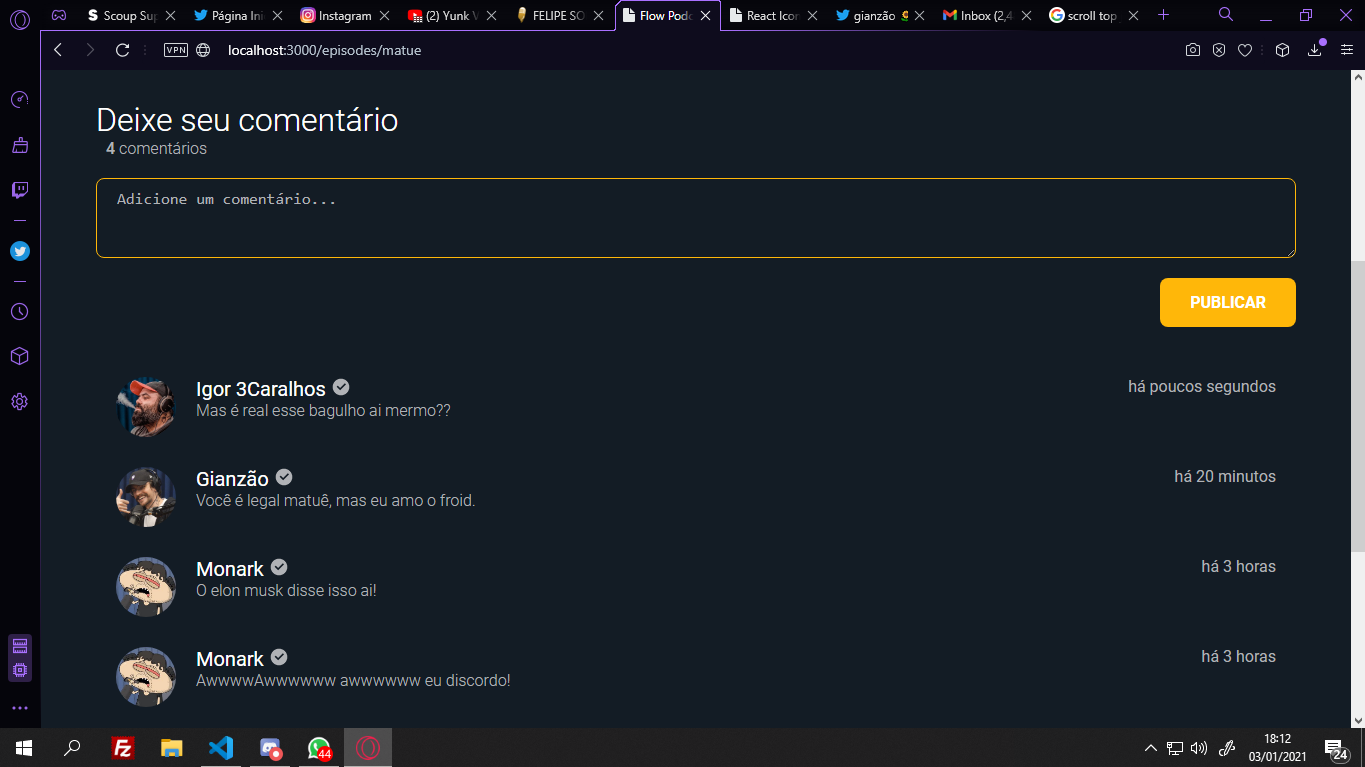 Scoup Sup
Página Ini
Instagram
(2) Yunk V
FELIPE SO
Flow Podc
React Icon
gianzão
Inbox (2,4
scroll top
VPN
localhost:3000/episodes/matue
Deixe seu comentário
4 comentários
Adicione um comentário...
PUBLICAR
Igor 3Caralhos
há poucos segundos
Mas é real esse bagulho ai mermo??
Gianzão
há 20 minutos
Você é legal matuê, mas eu amo o froid.
Monark
há 3 horas
O elon musk disse isso ai!
Monark
há 3 horas
AwwwwAwwwwww awwwwww eu discordo!
Fz
44
18:12
03/01/2021
24